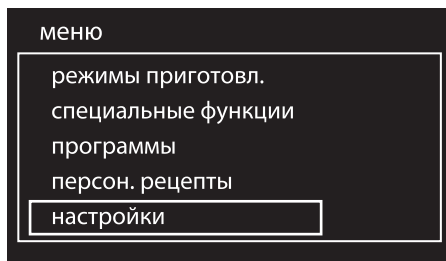 меню
режимы приготовл.
специальные функции
программы
персон. рецепты
настройки